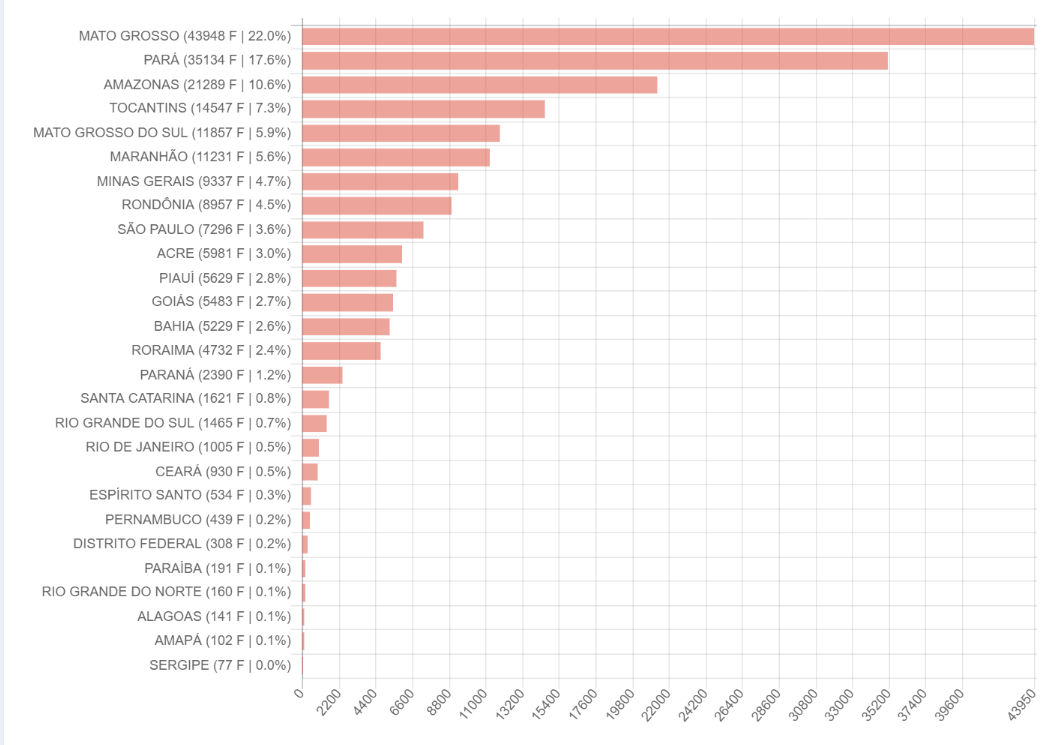 MATO GROSSO (43948 F | 22.0%)
PARÁ (35134 F | 17.6%)
AMAZONAS (21289 F | 10.6%)
TOCANTINS (14547 F | 7.3%)
MATO GROSSO DO SUL (11857 F | 5.9%)
MARANHÃO (11231 F | 5.6%)
MINAS GERAIS (9337 F | 4.7%)
RONDÔNIA (8957 F | 4.5%)
SÃO PAULO (7296 F | 3.6%)
ACRE (5981 F | 3.0%)
PIAUÍ (5629 F | 2.8%)
GOIÁS (5483 F | 2.7%)
BAHIA (5229 F | 2.6%)
RORAIMA (4732 F | 2.4%)
PARANÁ (2390 F | 1.2%)
SANTA CATARINA (1621 F | 0.8%)
RIO GRANDE DO SUL (1465 F | 0.7%)
RIO DE JANEIRO (1005 F | 0.5%)
CEARÁ (930 F | 0.5%)
ESPÍRITO SANTO (534 F | 0.3%)
PERNAMBUCO (439 F | 0.2%)
DISTRITO FEDERAL (308 F | 0.2%)
PARAÍBA (191 F | 0.1%)
RIO GRANDE DO NORTE (160 F | 0.1%)
ALAGOAS (141 F | 0.1%)
AMAPÁ (102 F | 0.1%)
SERGIPE (77 F | 0.0%)
0 2200 4400 6600 8800 11000 13200 15400 17600 19800 22000 24200 26400 28600 30800 33000 35200 37400 39600 43950